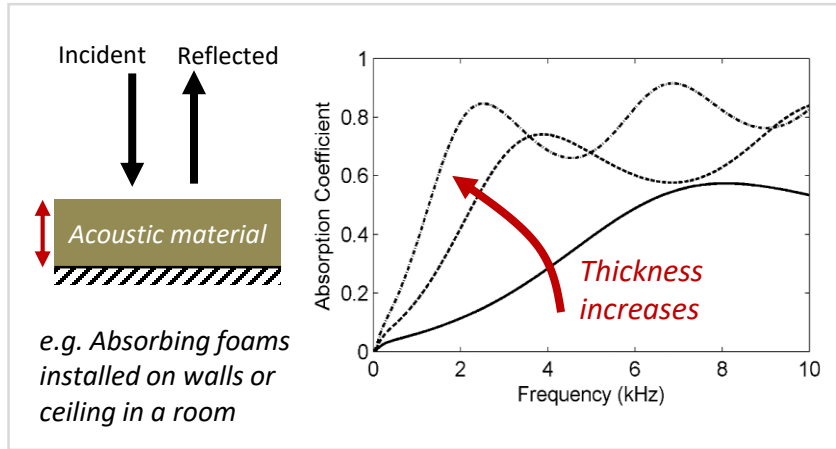 Incident Reflected
Acoustic material
e.g. Absorbing foams
installed on walls or
ceiling in a room
Absorption Coefficient
1
0.8
0.6
0.4
0.2
0
0 2 4 6 8 10
Frequency (kHz)
Thickness
increases